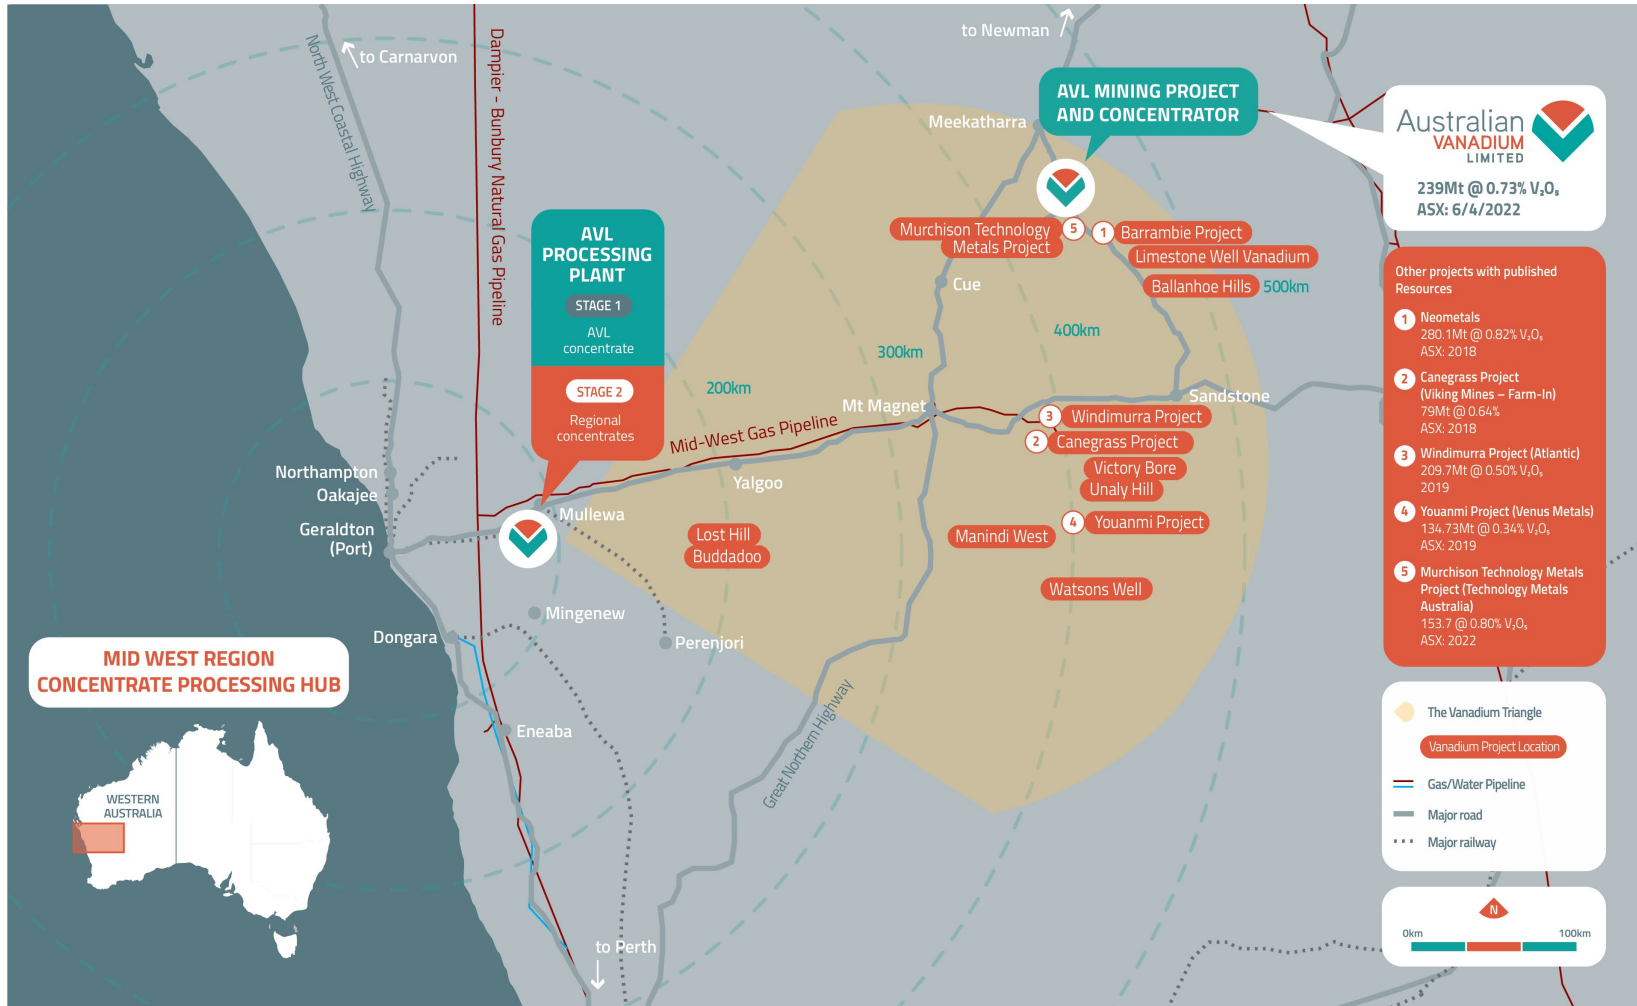 to Newman
to Carnarvon
North West Coastal Highway
Dampier - Bunbury Natural Gas Pipeline
AVL MINING PROJECT
AND CONCENTRATOR
Meekatharra
Australian
VANADIUM
LIMITED
239Mt @ 0.73% V₂O₅
ASX: 6/4/2022
AVL
PROCESSING
PLANT
STAGE 1
AVL
concentrate
STAGE 2
Regional
concentrates
Murchison Technology
Metals Project
5
1
Barrambie Project
Limestone Well Vanadium
Ballanhoe Hills
500km
Cue
400km
300km
200km
Mt Magnet
Sandstone
Mid-West Gas Pipeline
3
Windimurra Project
2
Canegrass Project
Victory Bore
Unaly Hill
4
Youanmi Project
Manindi West
Watsons Well
Yalgoo
Northampton
Oakajee
Geraldton
(Port)
Mullewa
Lost Hill
Buddadoo
Mingenew
Dongara
Perenjori
Eneaba
Great Northern Highway
to Perth
MID WEST REGION
CONCENTRATE PROCESSING HUB
WESTERN
AUSTRALIA
Other projects with published
Resources
1 Neometals
280.1Mt @ 0.82% V₂O₅
ASX: 2018
2 Canegrass Project
(Viking Mines – Farm-In)
79Mt @ 0.64%
ASX: 2018
3 Windimurra Project (Atlantic)
209.7Mt @ 0.50% V₂O₅
2019
4 Youanmi Project (Venus Metals)
134.73Mt @ 0.34% V₂O₅
ASX: 2019
5 Murchison Technology Metals
Project (Technology Metals
Australia)
153.7 @ 0.80% V₂O₅
ASX: 2022
The Vanadium Triangle
Vanadium Project Location
Gas/Water Pipeline
Major road
Major railway
N
0km
100km